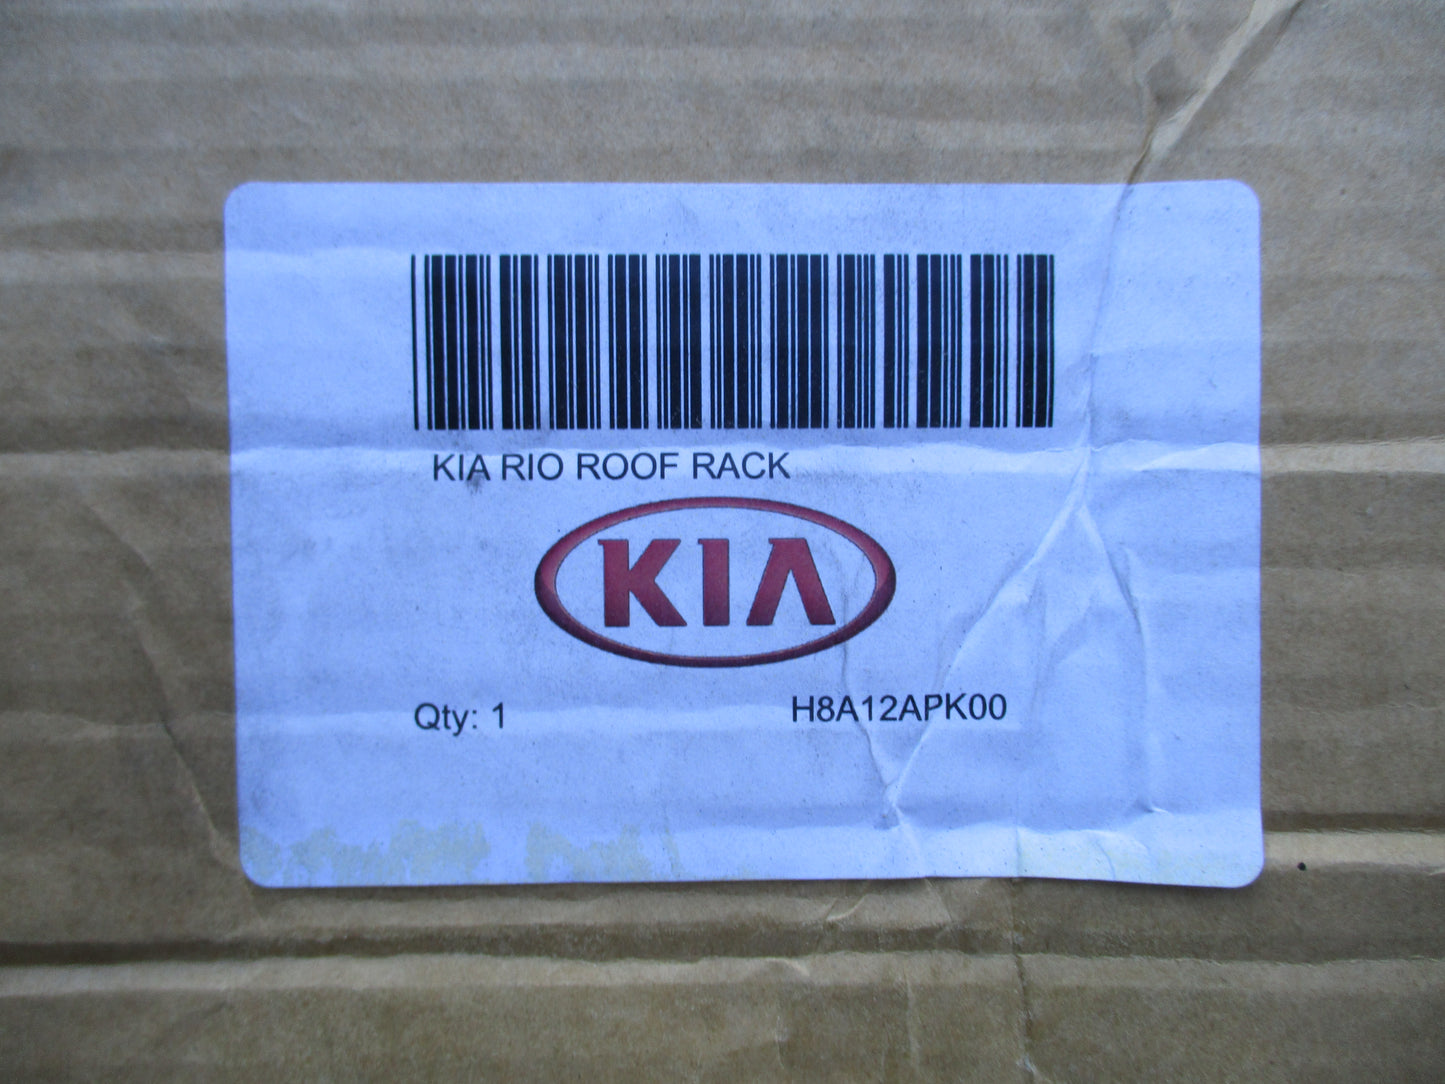 KIA RIO ROOF RACK
KIA
Qty: 1 H8A12APK00